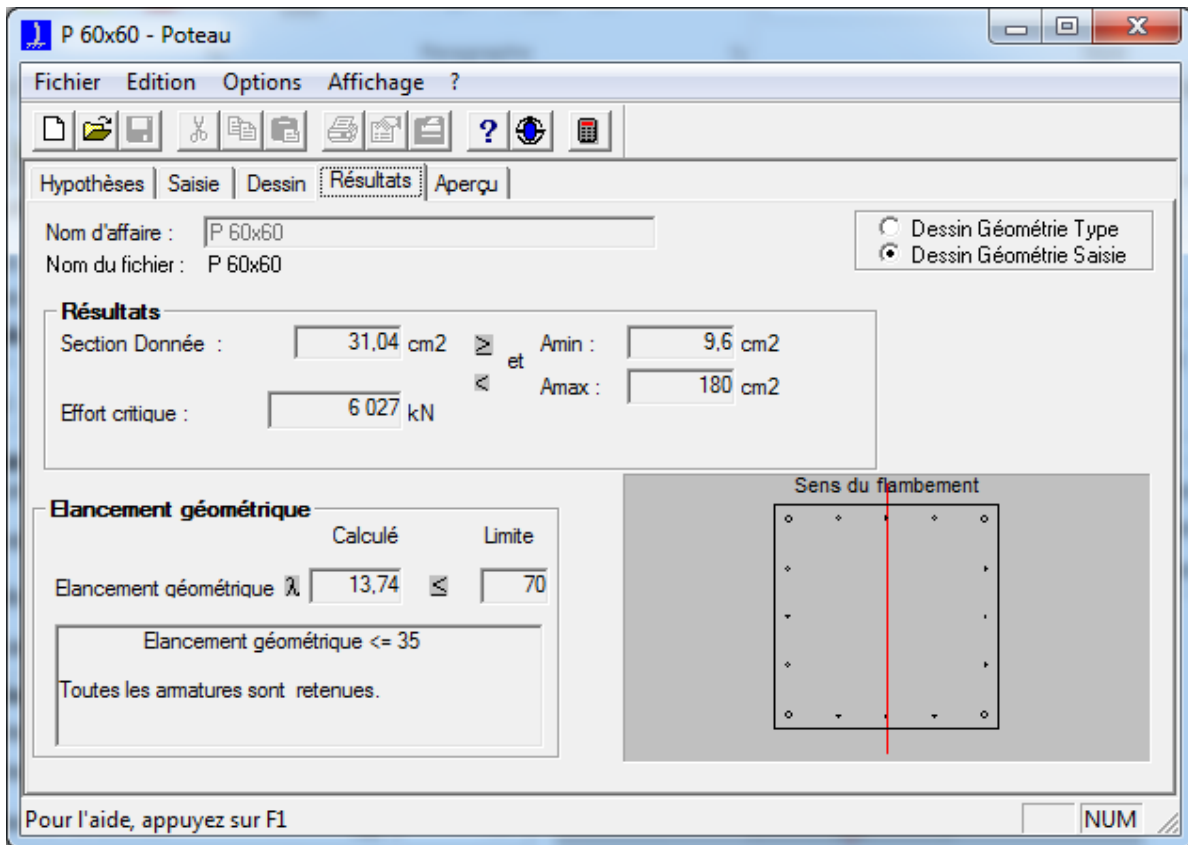 P 60x60 - Poteau
Fichier Edition Options Affichage ?
Hypothèses Saisie Dessin Résultats Aperçu
Nom d'affaire : P 60x60
Nom du fichier : P 60x60
Dessin Géométrie Type
Dessin Géométrie Saisie
Résultats
Section Donnée : 31,04 cm2 ≥ et Amin : 9,6 cm2
≤ Amax : 180 cm2
Effort critique : 6 027 kN
Elancement géométrique
Calculé Limite
Elancement géométrique λ 13,74 ≤ 70
Elancement géométrique <= 35
Toutes les armatures sont retenues.
Sens du flambement
Pour l'aide, appuyez sur F1 NUM